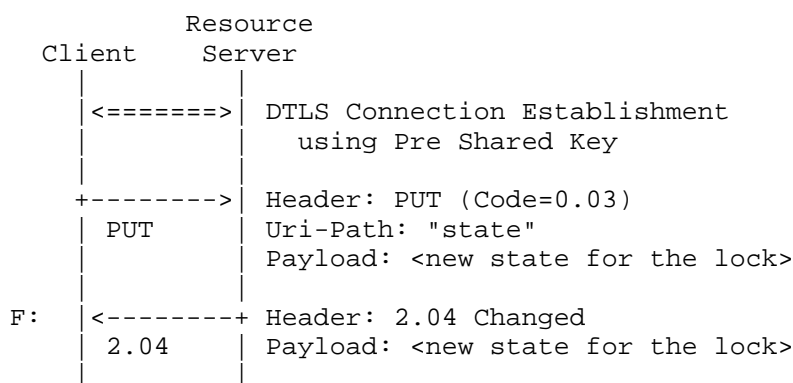 Resource
Client Server
<=======> DTLS Connection Establishment
using Pre Shared Key
+--------> Header: PUT (Code=0.03)
PUT Uri-Path: "state"
Payload: <new state for the lock>
F: <--------+ Header: 2.04 Changed
2.04 Payload: <new state for the lock>